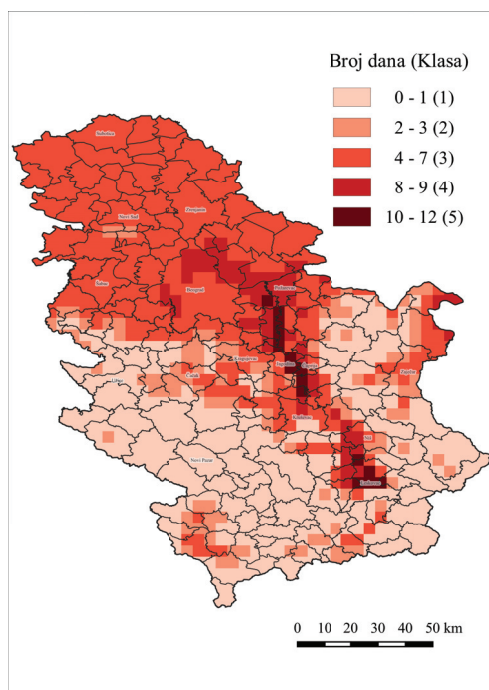 Broj dana (Klasa)
0 - 1 (1)
2 - 3 (2)
4 - 7 (3)
8 - 9 (4)
10 - 12 (5)
Subotica
Novi Sad
Zrenjanin
Šabac
Beograd
Požarevac
Kragujevac
Jagodina
Užice
Čačak
Zaječar
Kruševac
Niš
Novi Pazar
Leskovac
0 10 20 30 40 50 km